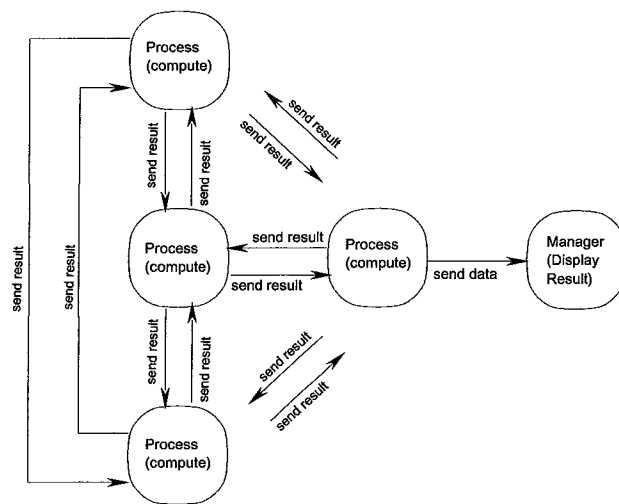 Process
(compute)
send result
send result
send result
send result
send result
send result
Process
(compute)
send result
send result
Process
(compute)
send data
Manager
(Display
Result)
send result
send result
send result
send result
Process
(compute)